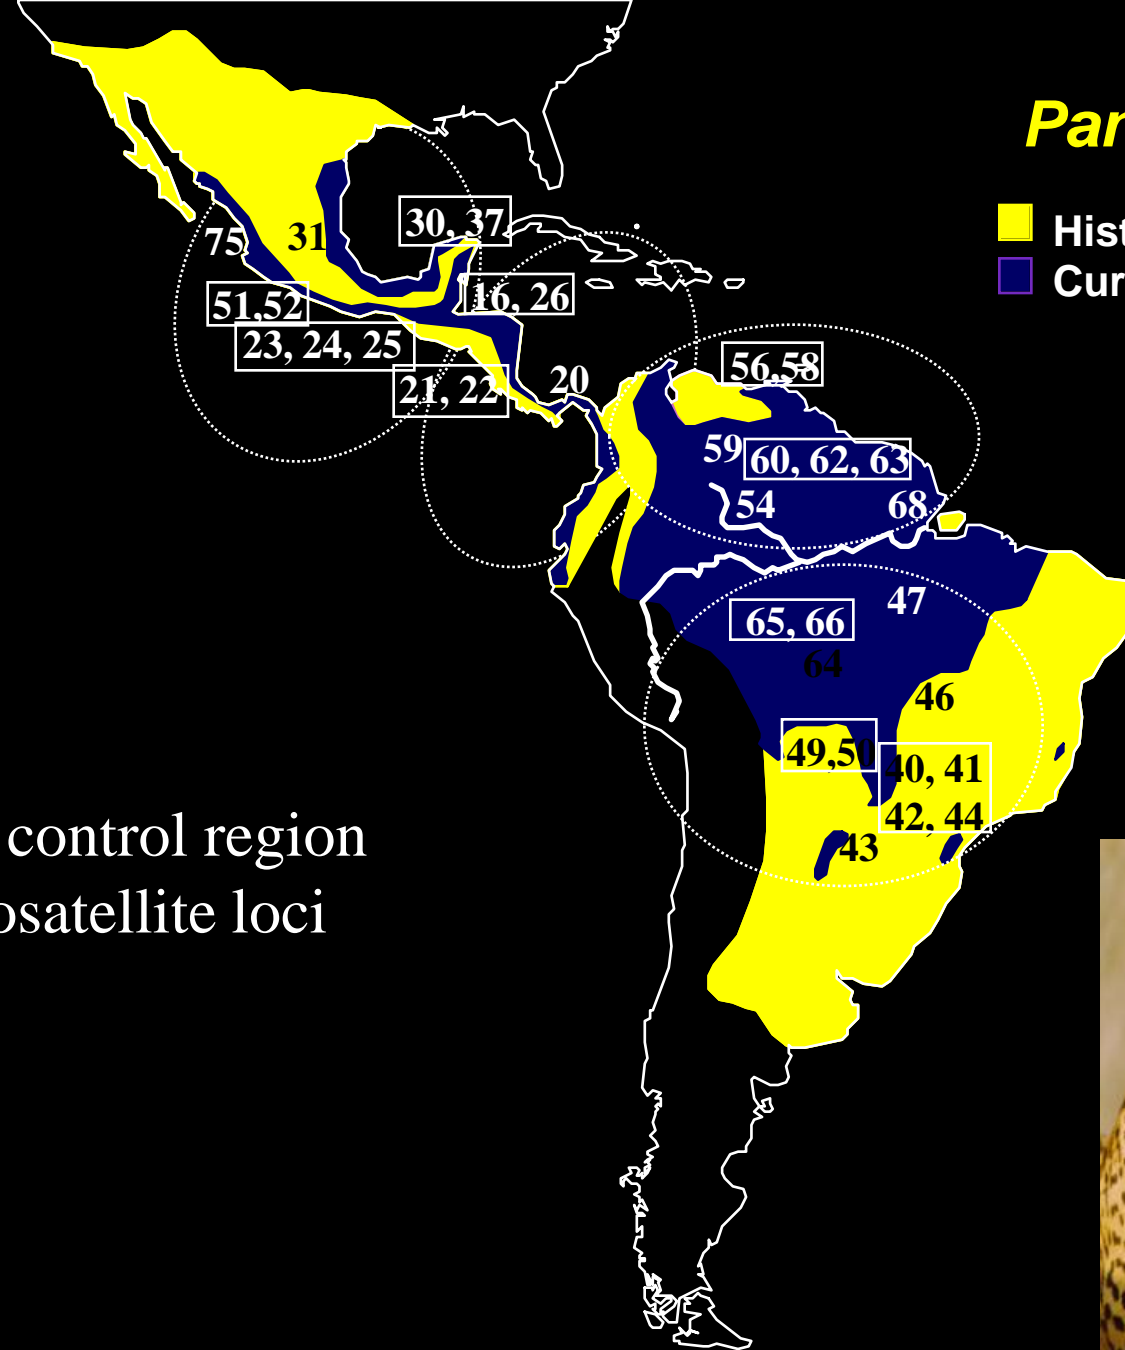 Par
Hist
Cur
30, 37
75
31
16, 26
51,52
23, 24, 25
21, 22
20
56,58
59
60, 62, 63
54
68
47
65, 66
64
46
49,50
40, 41
42, 44
43
control region
osatellite loci